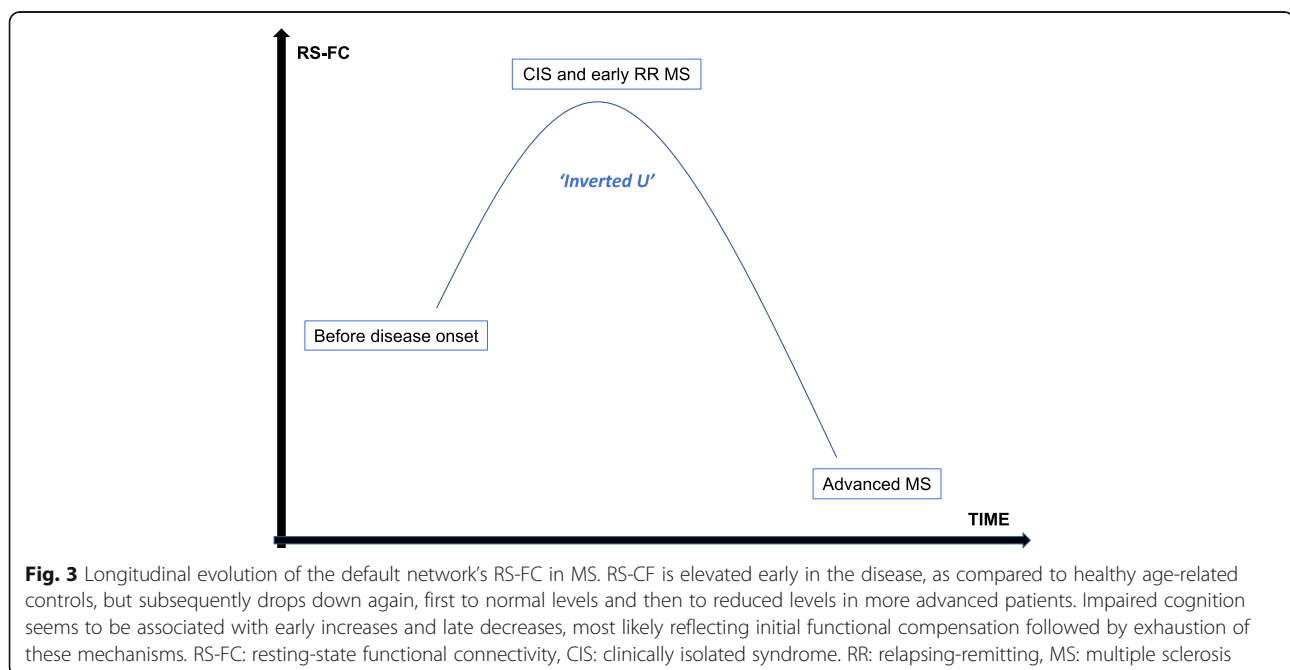 RS-FC
CIS and early RR MS
‘Inverted U’
Before disease onset
Advanced MS
TIME
Fig. 3 Longitudinal evolution of the default network’s RS-FC in MS. RS-CF is elevated early in the disease, as compared to healthy age-related
controls, but subsequently drops down again, first to normal levels and then to reduced levels in more advanced patients. Impaired cognition
seems to be associated with early increases and late decreases, most likely reflecting initial functional compensation followed by exhaustion of
these mechanisms. RS-FC: resting-state functional connectivity, CIS: clinically isolated syndrome. RR: relapsing-remitting, MS: multiple sclerosis